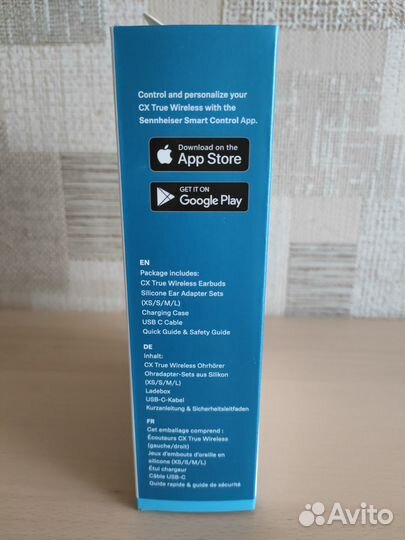 Control and personalize your
CX True Wireless with the
Sennheiser Smart Control App.
Download on the
App Store
GET IT ON
Google Play
EN
Package includes:
CX True Wireless Earbuds
Silicone Ear Adapter Sets
(XS/S/M/L)
Charging Case
USB C Cable
Quick Guide & Safety Guide
DE
Inhalt:
CX True Wireless Ohrhörer
Ohradapter-Sets aus Silikon
(XS/S/M/L)
Ladebox
USB-C-Kabel
Kurzanleitung & Sicherheitsleitfaden
FR
Cet emballage comprend :
Écouteurs CX True Wireless
(gauche/droit)
Jeux d'embouts d'oreille en
silicone (XS/S/M/L)
Étui chargeur
Câble USB-C
Guide rapide & guide de sécurité
Avito